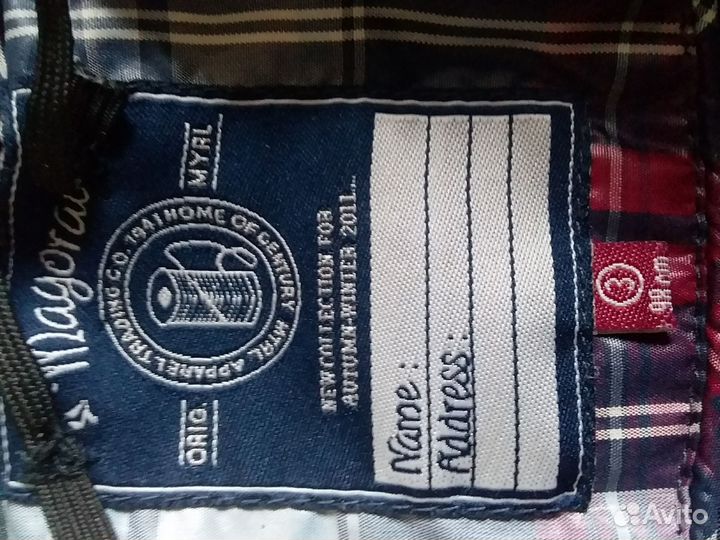 Mayoral
ORIG. MYRL
APPAREL TRADING C.O. 1941 HOME OF CENTURY MYRL.
NEW COLLECTION FOR
AUTUMN-WINTER 2011...
Name :
Address :
3
98 cm
Avito